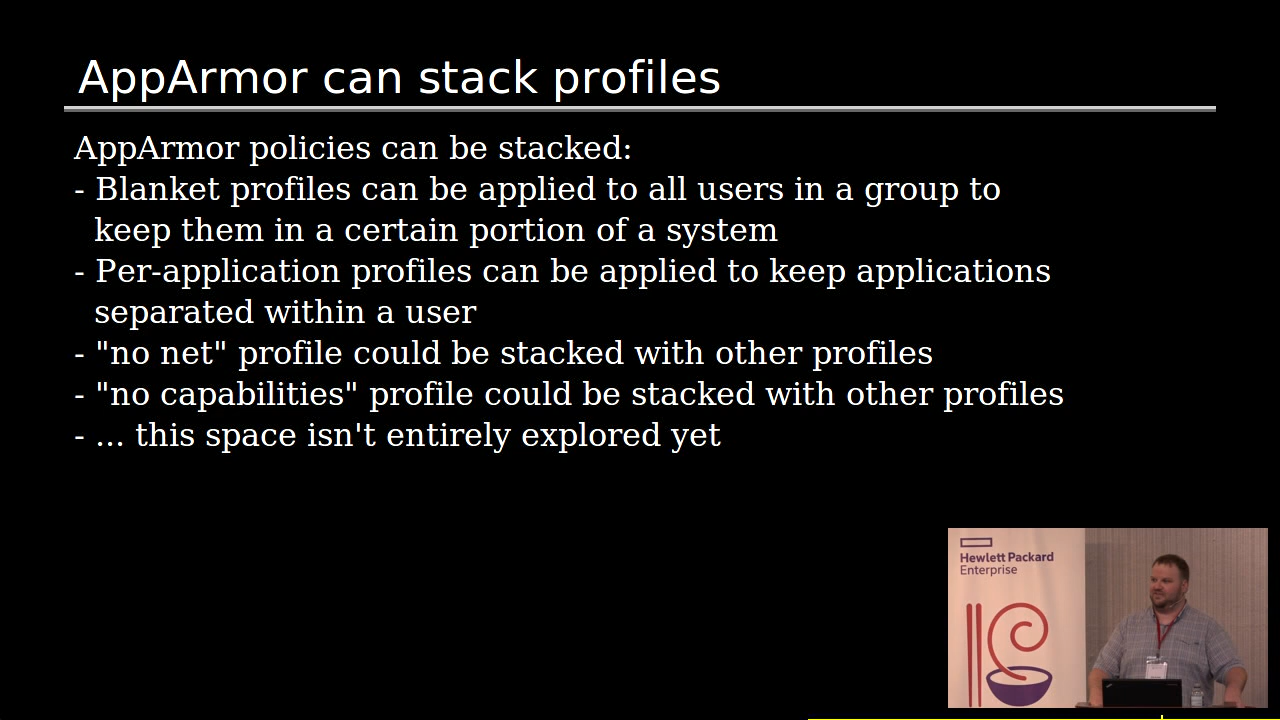 AppArmor can stack profiles
AppArmor policies can be stacked:
- Blanket profiles can be applied to all users in a group to
keep them in a certain portion of a system
- Per-application profiles can be applied to keep applications
separated within a user
- "no net" profile could be stacked with other profiles
- "no capabilities" profile could be stacked with other profiles
- ... this space isn't entirely explored yet
Hewlett Packard
Enterprise